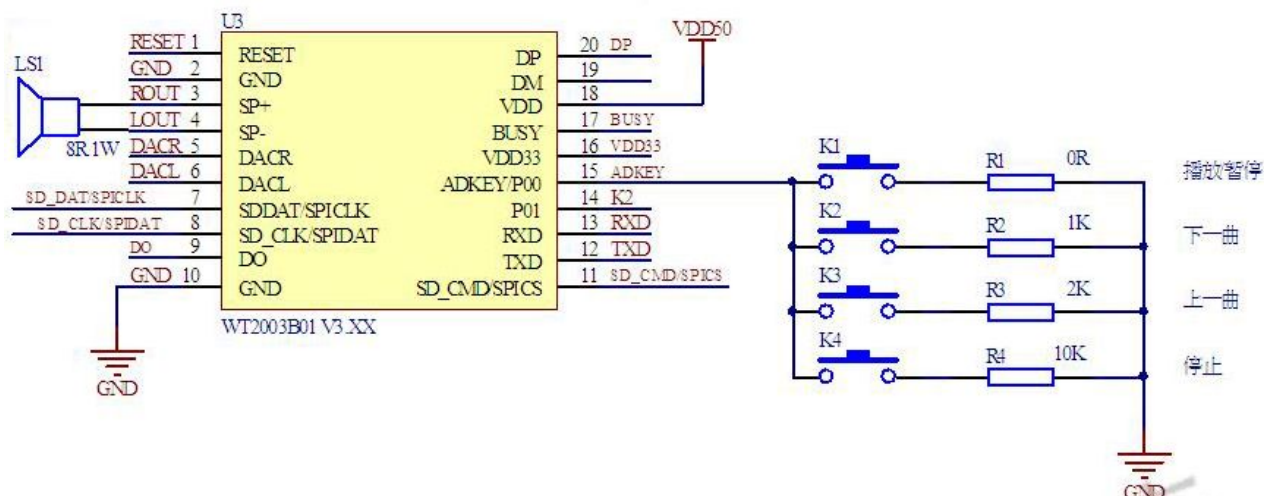 U3
VDD50
LS1
8R 1W
RESET 1 RESET
GND 2 GND
ROUT 3 SP+
LOUT 4 SP-
DACR 5 DACR
DACL 6 DACL
SD_DAT/SPICLK 7 SDDAT/SPICLK
SD_CLK/SPIDAT 8 SD_CLK/SPIDAT
DO 9 DO
GND 10 GND
DP 20 DP
DM 19
VDD 18
BUSY 17 BUSY
VDD33 16 VDD33
ADKEY/P00 15 ADKEY
P01 14 K2
RXD 13 RXD
TXD 12 TXD
SD_CMD/SPICS 11 SD_CMD/SPICS
WT2003B01 V3.XX
GND
K1 R1 0R 播放/暂停
K2 R2 1K 下一曲
K3 R3 2K 上一曲
K4 R4 10K 停止
GND